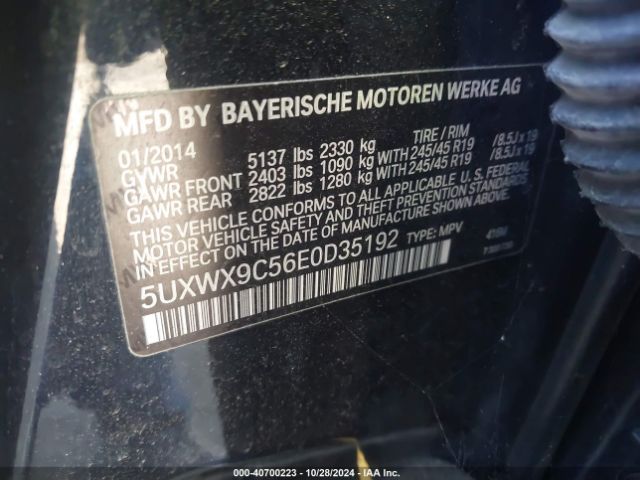 MFD BY BAYERISCHE MOTOREN WERKE AG
01/2014 5137 lbs 2330 kg TIRE / RIM
GVWR
GAWR FRONT 2403 lbs 1090 kg WITH 245/45 R19 /8.5J x 19
GAWR REAR 2822 lbs 1280 kg WITH 245/45 R19 /8.5J x 19
THIS VEHICLE CONFORMS TO ALL APPLICABLE U.S. FEDERAL
MOTOR VEHICLE SAFETY AND THEFT PREVENTION STANDARDS
IN EFFECT ON THE DATE OF MANUFACTURE SHOWN ABOVE.
5UXWX9C56E0D35192 TYPE: MPV
000-40700223 - 10/28/2024 - IAA Inc.